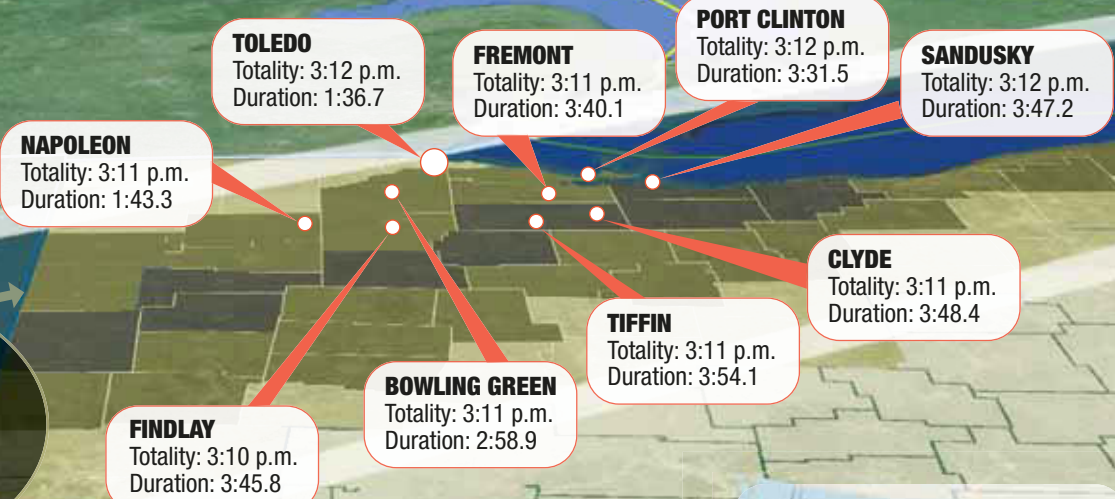 TOLEDO
Totality: 3:12 p.m.
Duration: 1:36.7
FREMONT
Totality: 3:11 p.m.
Duration: 3:40.1
PORT CLINTON
Totality: 3:12 p.m.
Duration: 3:31.5
SANDUSKY
Totality: 3:12 p.m.
Duration: 3:47.2
NAPOLEON
Totality: 3:11 p.m.
Duration: 1:43.3
CLYDE
Totality: 3:11 p.m.
Duration: 3:48.4
TIFFIN
Totality: 3:11 p.m.
Duration: 3:54.1
BOWLING GREEN
Totality: 3:11 p.m.
Duration: 2:58.9
FINDLAY
Totality: 3:10 p.m.
Duration: 3:45.8